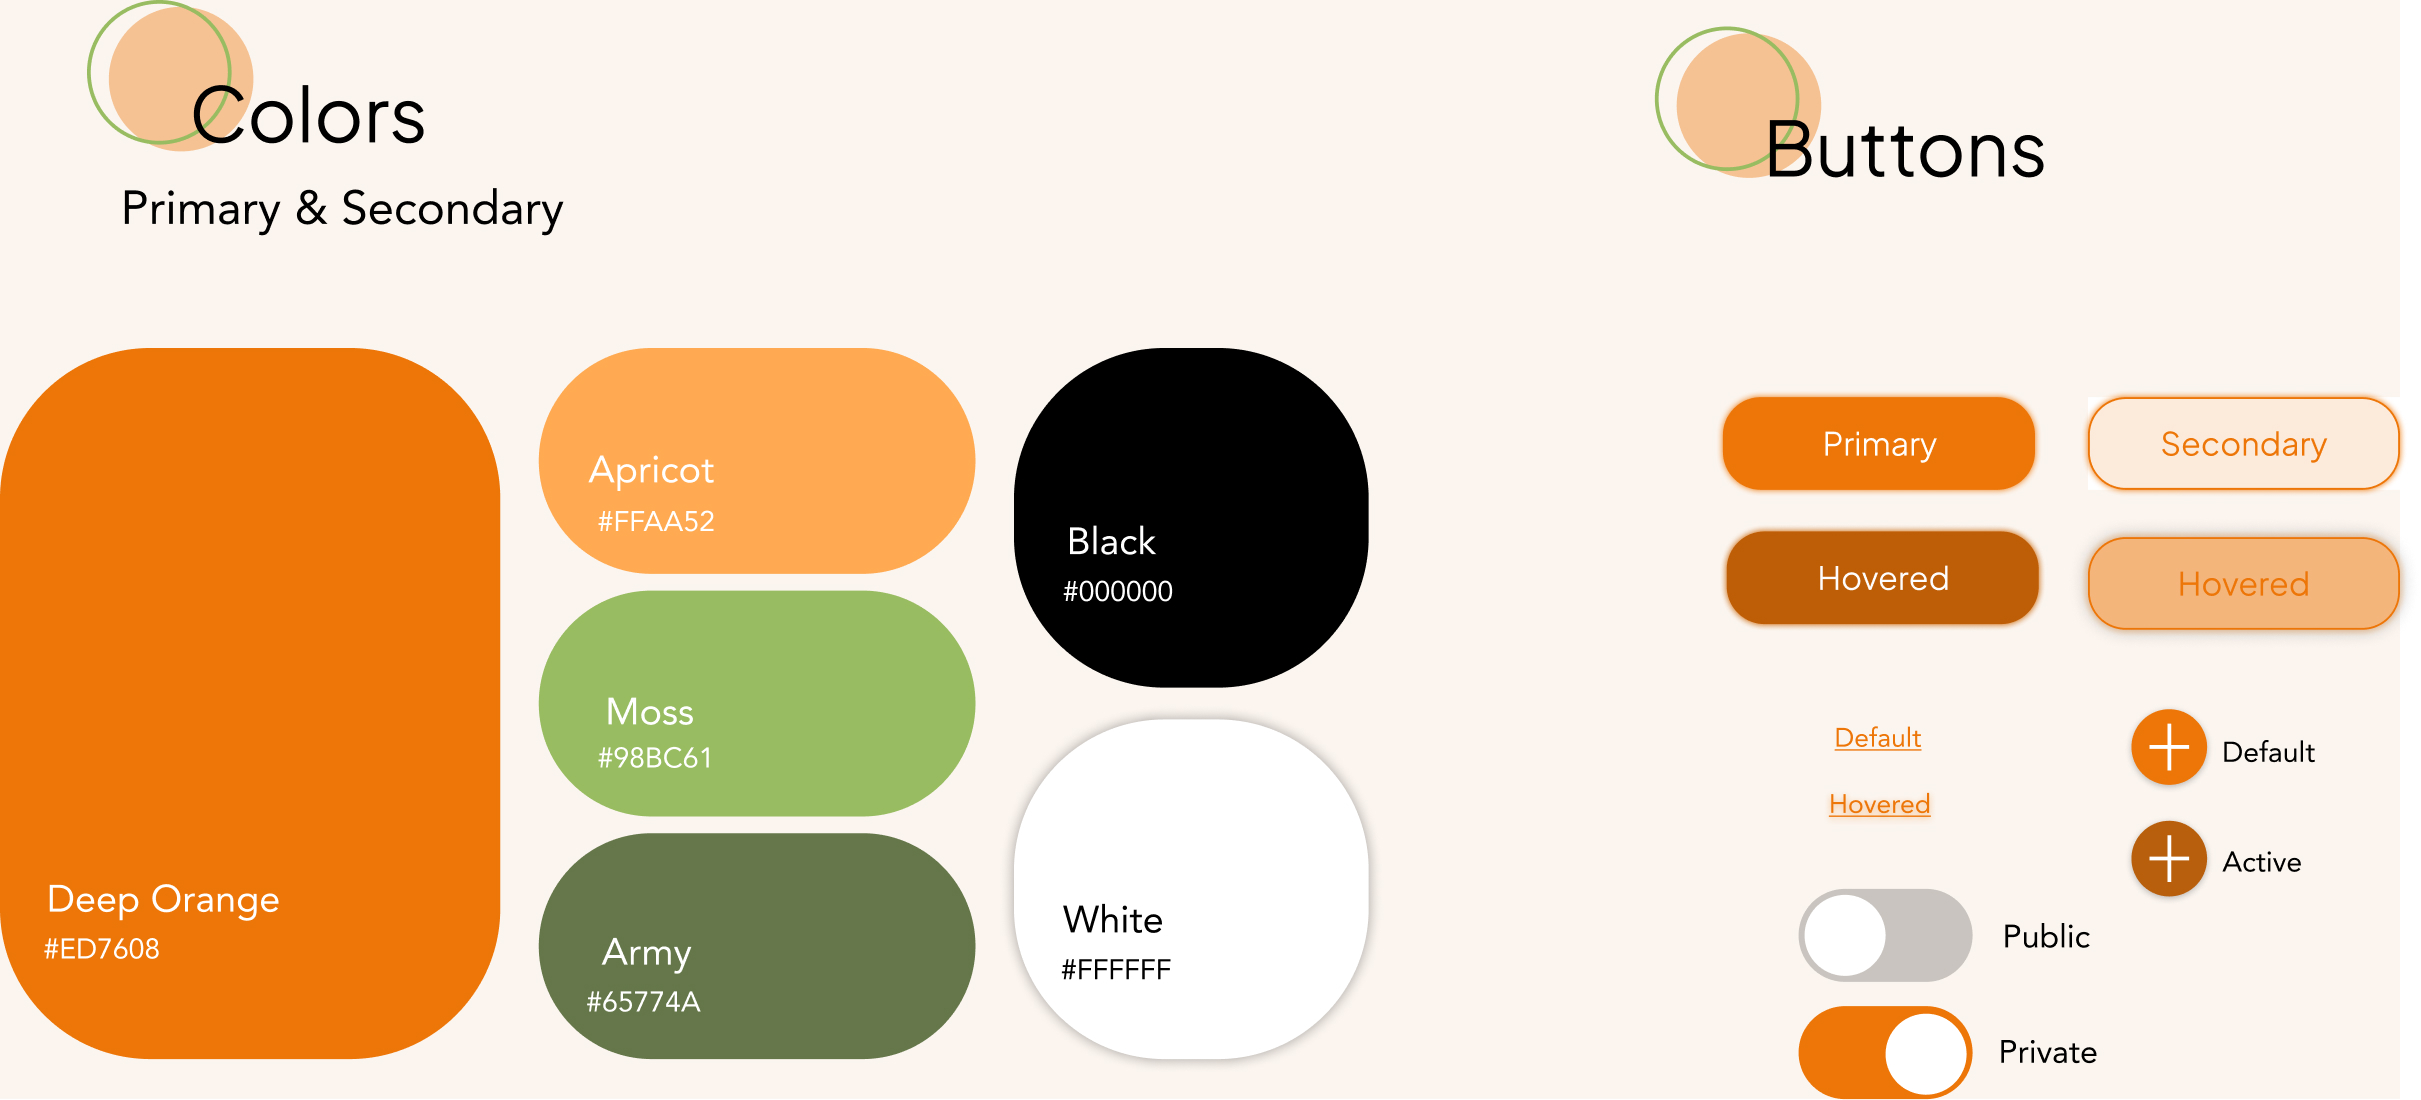 Colors
Primary & Secondary
Deep Orange
#ED7608
Apricot
#FFAA52
Moss
#98BC61
Army
#65774A
Black
#000000
White
#FFFFFF
Buttons
Primary
Secondary
Hovered
Hovered
Default
Hovered
Default
Active
Public
Private